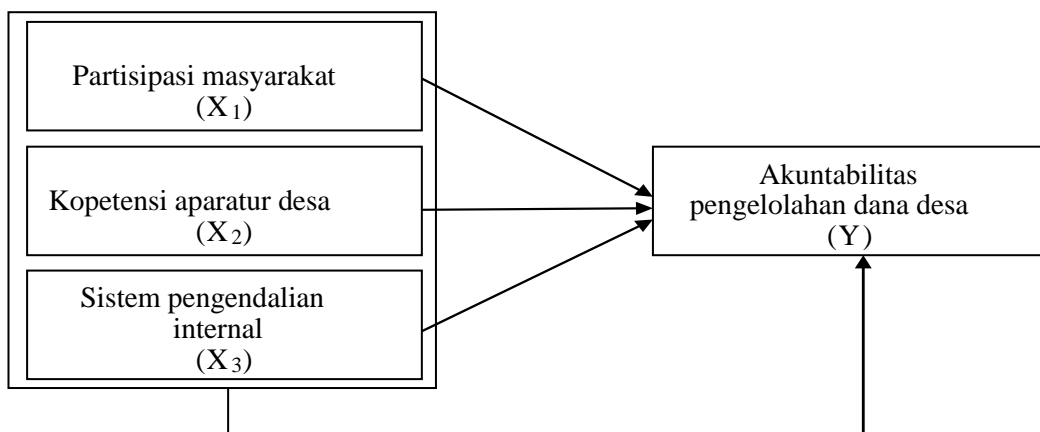 Partisipasi masyarakat
(X1)
Kopetensi aparatur desa
(X2)
Sistem pengendalian
internal
(X3)
Akuntabilitas
pengelolahan dana desa
(Y)